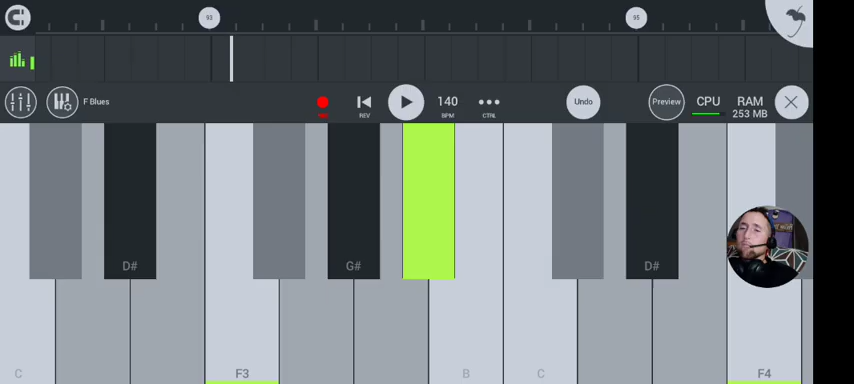 93
95
F Blues
REV
140
BPM
CTRL
Undo
Preview
CPU
RAM
253 MB
D#
G#
D#
C
F3
B
C
F4